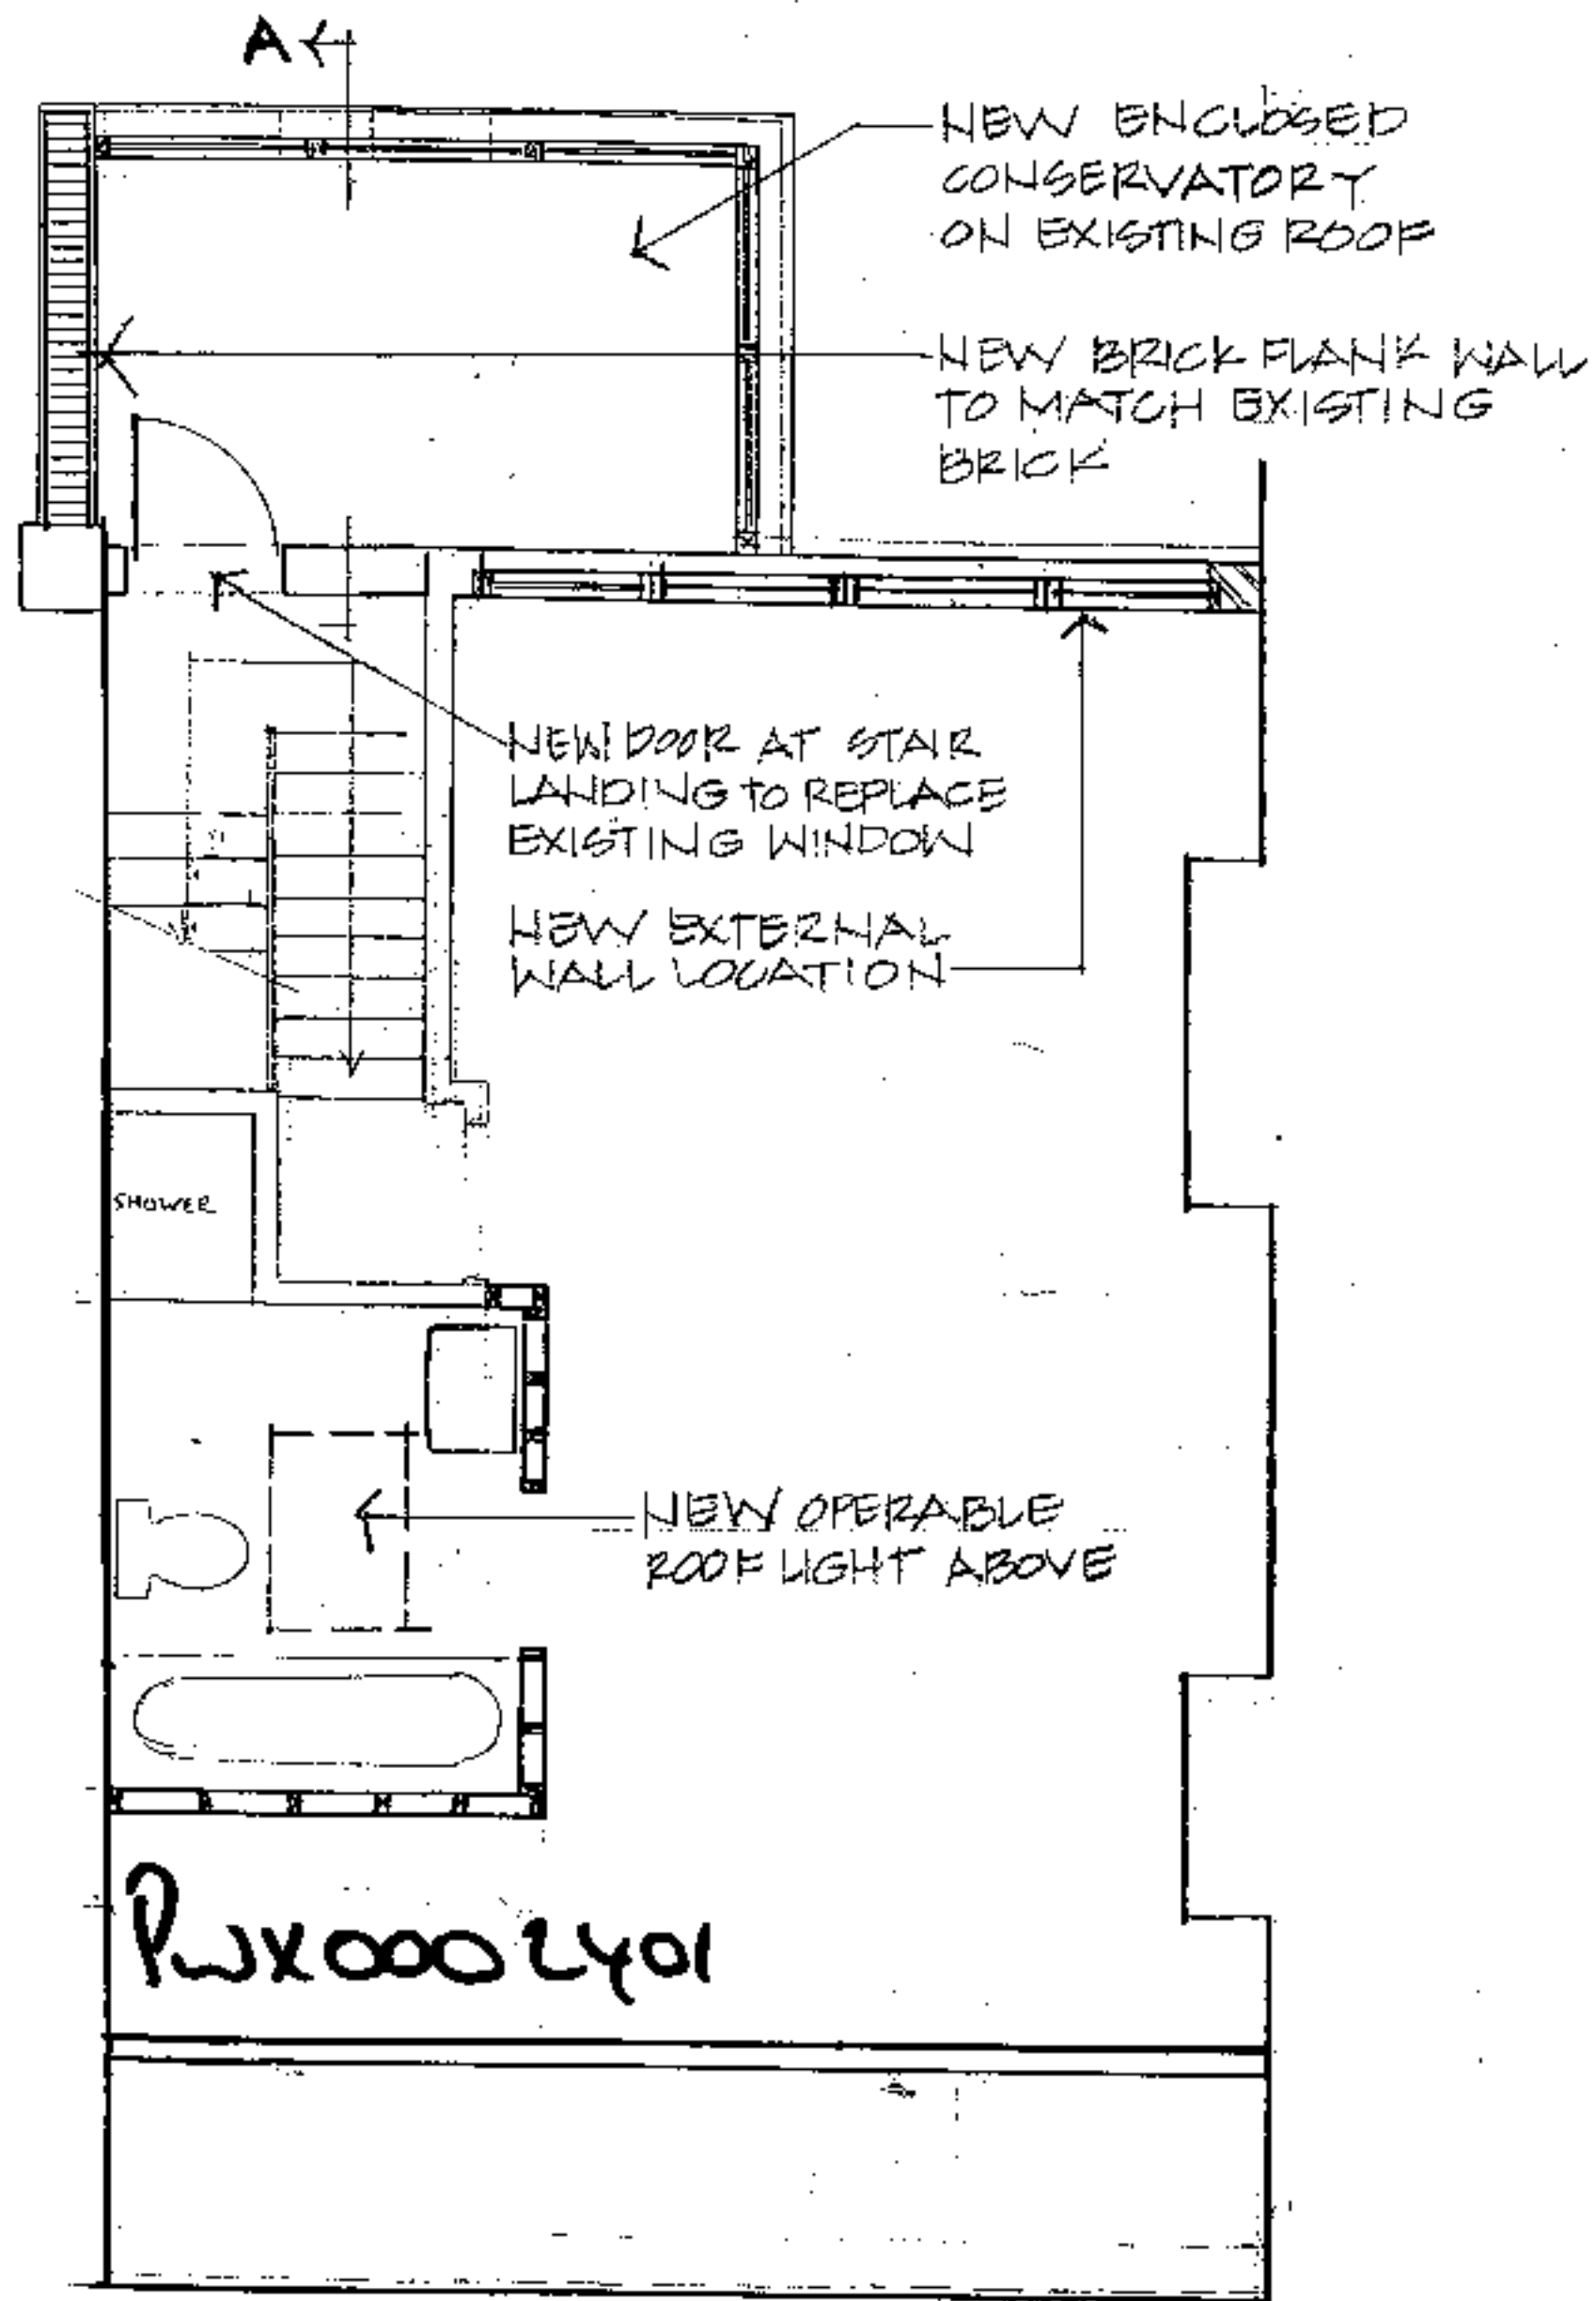 A
NEW ENCLOSED
CONSERVATORY
ON EXISTING ROOF
NEW BRICK FLANK WALL
TO MATCH EXISTING
BRICK
NEW DOOR AT STAIR
LANDING TO REPLACE
EXISTING WINDOW
NEW EXTERNAL
WALL LOCATION
SHOWER
NEW OPERABLE
ROOF LIGHT ABOVE
PWX0002401